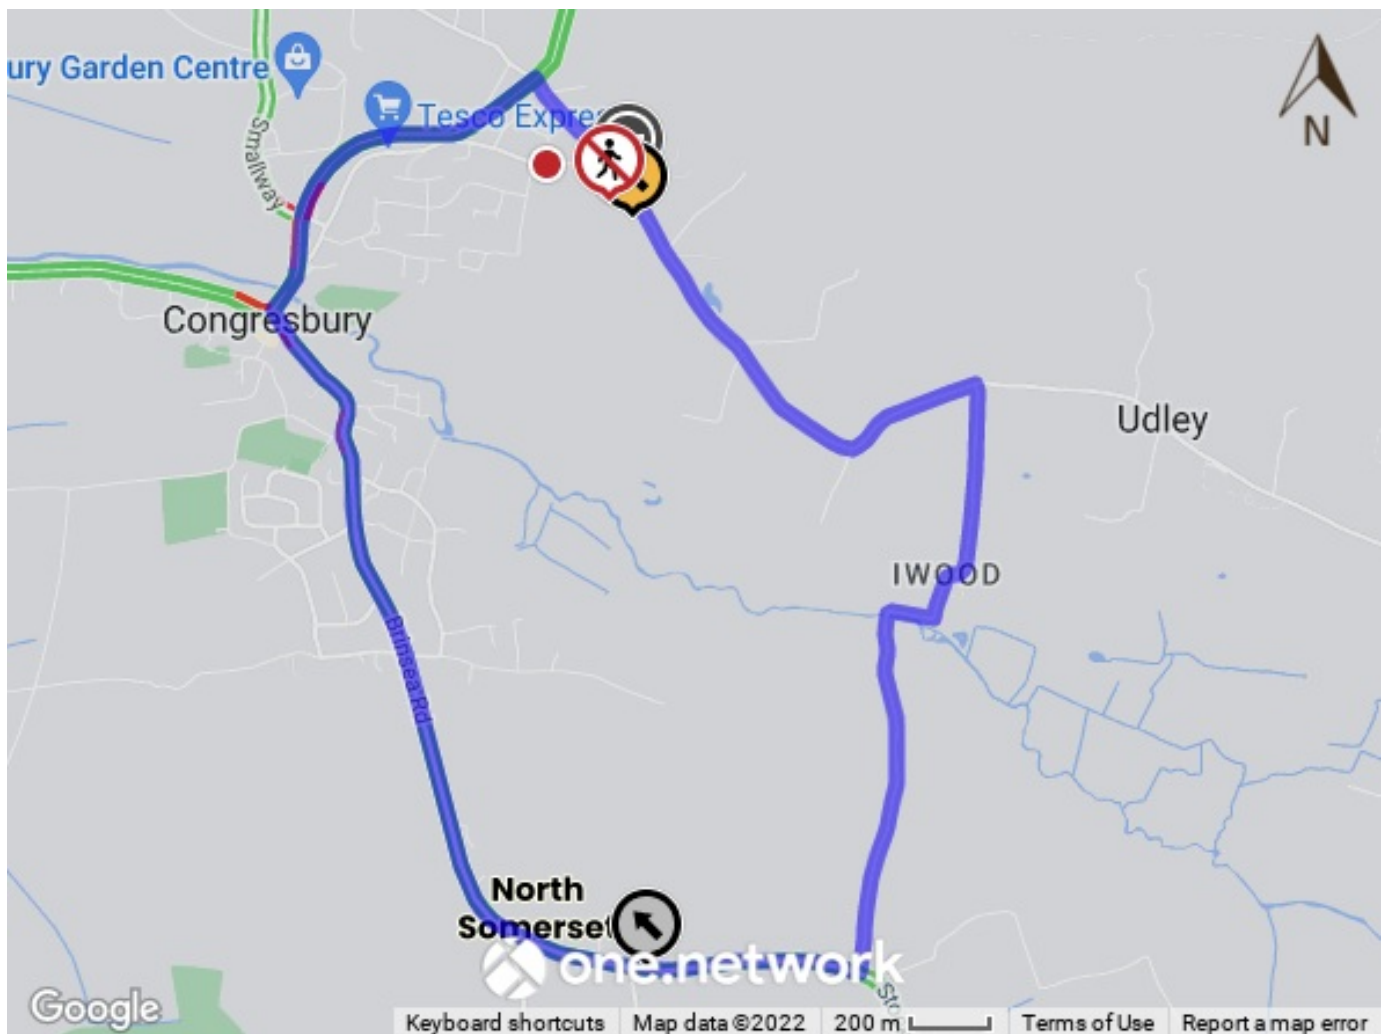 ury Garden Centre
Tesco Expres
N
Smallway
Congresbury
Udley
IWOOD
Brinsea Rd
North
Somerset
one.network
Sto
Google
Keyboard shortcuts
Map data ©2022
200 m
Terms of Use
Report a map error